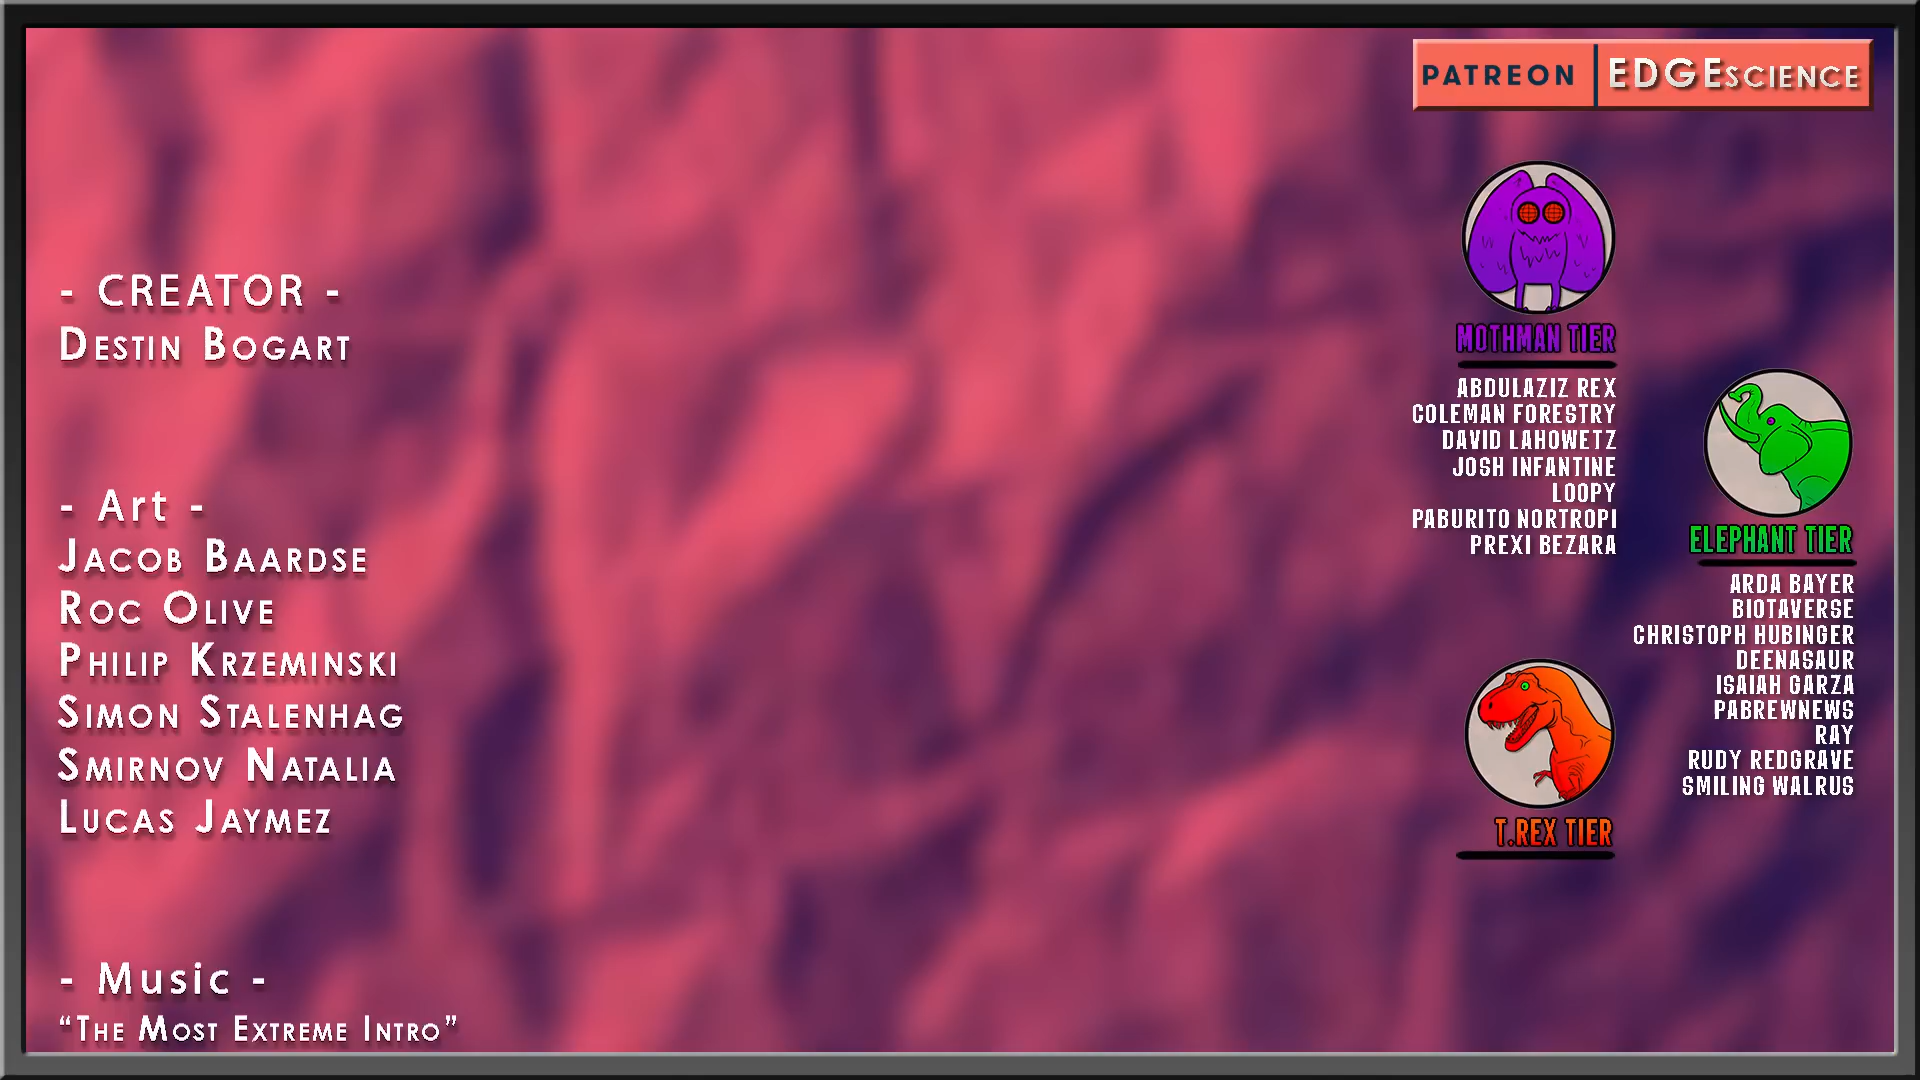 PATREON | EDGESCIENCE
- CREATOR -
DESTIN BOGART
- Art -
JACOB BAARDSE
ROC OLIVE
PHILIP KRZEMINSKI
SIMON STALENHAG
SMIRNOV NATALIA
LUCAS JAYMEZ
- Music -
“THE MOST EXTREME INTRO”
MOTHMAN TIER
ABDULAZIZ REX
COLEMAN FORESTRY
DAVID LAHOWETZ
JOSH INFANTINE
LOOPY
PABURITO NORTROPI
PREXI BEZARA
ELEPHANT TIER
ARDA BAYER
BIOTAVERSE
CHRISTOPH HUBINGER
DEENASAUR
ISAIAH GARZA
PABREWNEWS
RAY
RUDY REDGRAVE
SMILING WALRUS
T.REX TIER